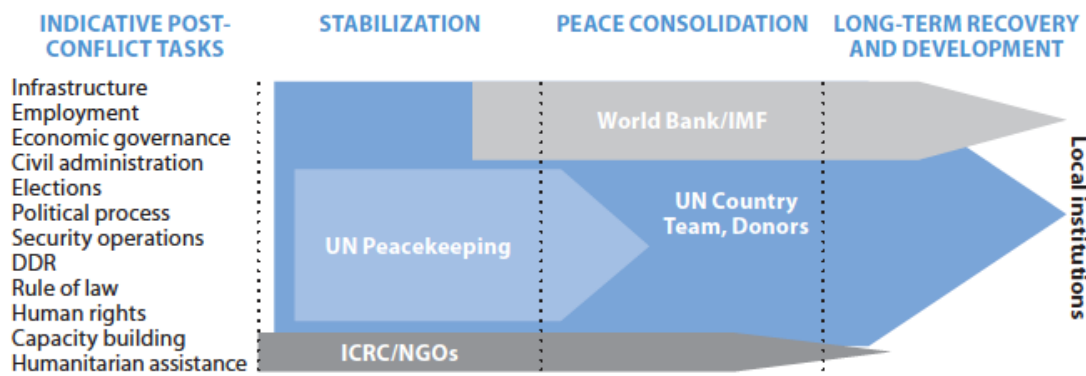 INDICATIVE POST-
CONFLICT TASKS
STABILIZATION
PEACE CONSOLIDATION
LONG-TERM RECOVERY
AND DEVELOPMENT
Infrastructure
Employment
Economic governance
Civil administration
Elections
Political process
Security operations
DDR
Rule of law
Human rights
Capacity building
Humanitarian assistance
World Bank/IMF
UN Country
Team, Donors
UN Peacekeeping
ICRC/NGOs
Local institutions